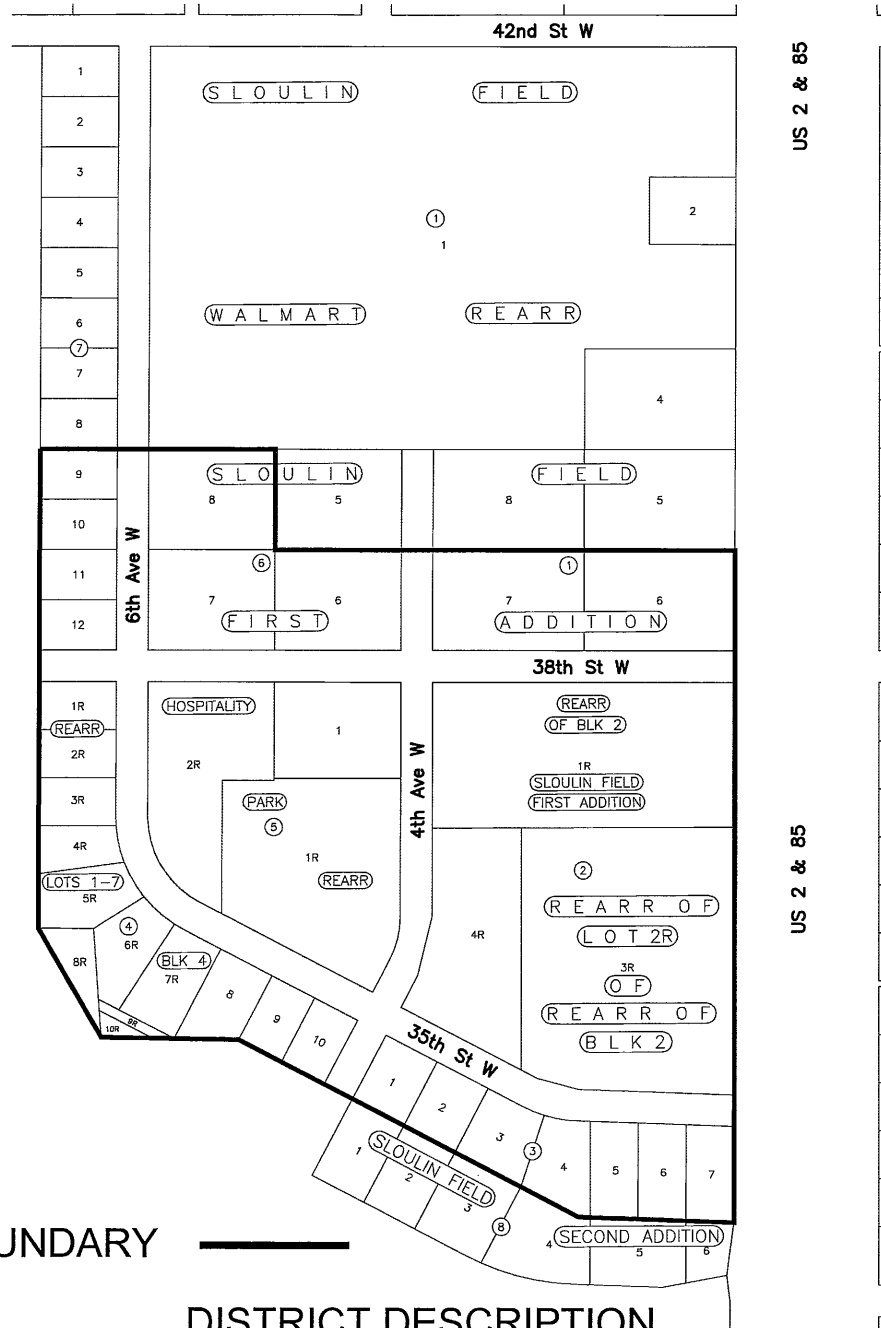 42nd St W
US 2 & 85
1
SLOULIN FIELD
2
3
2
4
1
1
5
6
WALMART REARR
7
7
4
8
9
SLOULIN FIELD
8 5 8 5
10
6th Ave W
11
6 1
7 6 7 6
12
FIRST ADDITION
38th St W
1R
HOSPITALITY
REARR
OF BLK 2
REARR
1
2R
2R
4th Ave W
1R
SLOULIN FIELD
FIRST ADDITION
3R
PARK
5
US 2 & 85
4R
1R
2
LOTS 1-7
REARR
5R
REARR OF
4
6R
4R
LOT 2R
8R
BLK 4
3R
7R
OF
8
REARR OF
9
9R
10R
10
35th St W
BLK 2
1
2
3
3
4
5
6
7
1
SLOULIN FIELD
2
3
8
SECOND ADDITION
4
5
6
UNDARY
DISTRICT DESCRIPTION